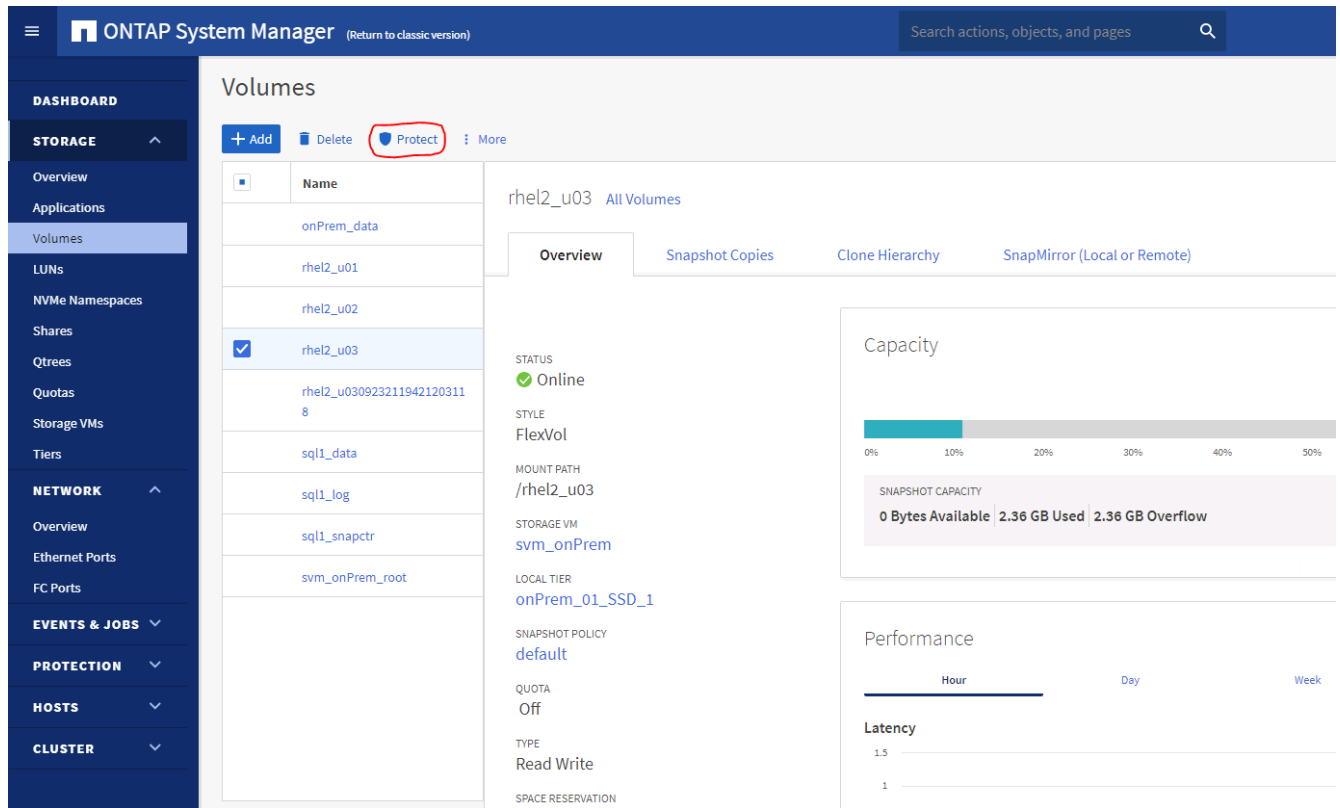 ONTAP System Manager (Return to classic version)
Search actions, objects, and pages
DASHBOARD
STORAGE
Overview
Applications
Volumes
LUNs
NVMe Namespaces
Shares
Qtrees
Quotas
Storage VMs
Tiers
NETWORK
Overview
Ethernet Ports
FC Ports
EVENTS & JOBS
PROTECTION
HOSTS
CLUSTER
Volumes
+ Add Delete Protect More
Name
onPrem_data
rhel2_u01
rhel2_u02
rhel2_u03
rhel2_u030923211942120311
8
sql1_data
sql1_log
sql1_snapctr
svm_onPrem_root
rhel2_u03 All Volumes
Overview Snapshot Copies Clone Hierarchy SnapMirror (Local or Remote)
STATUS
Online
STYLE
FlexVol
MOUNT PATH
/rhel2_u03
STORAGE VM
svm_onPrem
LOCAL TIER
onPrem_01_SSD_1
SNAPSHOT POLICY
default
QUOTA
Off
TYPE
Read Write
SPACE RESERVATION
Capacity
0% 10% 20% 30% 40% 50%
SNAPSHOT CAPACITY
0 Bytes Available 2.36 GB Used 2.36 GB Overflow
Performance
Hour Day Week
Latency
1.5
1